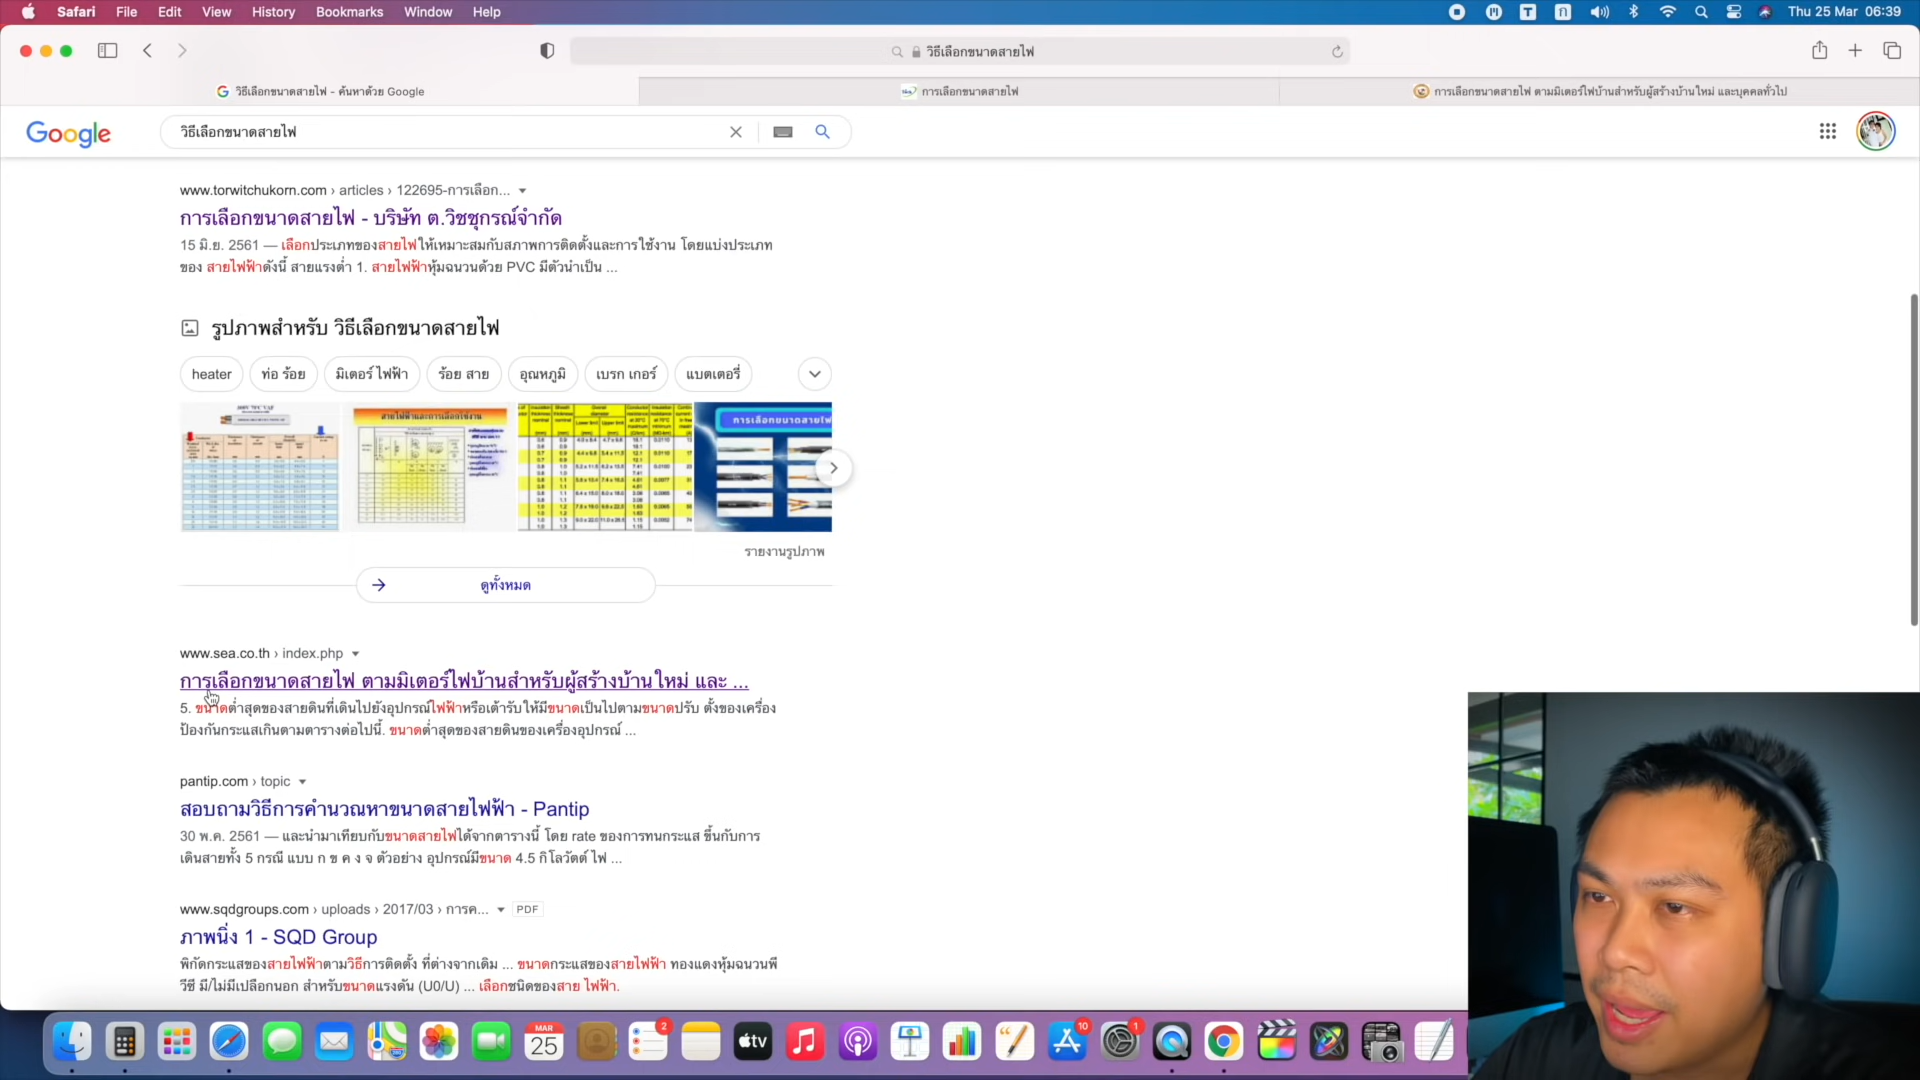 Safari File Edit View History Bookmarks Window Help
Thu 25 Mar 06:39
วิธีเลือกขนาดสายไฟ
วิธีเลือกขนาดสายไฟ - ค้นหาด้วย Google
การเลือกขนาดสายไฟ
การเลือกขนาดสายไฟ ตามมิเตอร์ไฟบ้านสำหรับผู้สร้างบ้านใหม่ และบุคคลทั่วไป
Google
วิธีเลือกขนาดสายไฟ
www.torwitchukorn.com › articles › 122695-การเลือก...
การเลือกขนาดสายไฟ - บริษัท ต.วิชชุกรณ์จำกัด
15 มิ.ย. 2561 — เลือกประเภทของสายไฟให้เหมาะสมกับสภาพการติดตั้งและการใช้งาน โดยแบ่งประเภท
ของ สายไฟฟ้าดังนี้ สายแรงต่ำ 1. สายไฟฟ้าหุ้มฉนวนด้วย PVC มีตัวนำเป็น ...
รูปภาพสำหรับ วิธีเลือกขนาดสายไฟ
heater
ท่อ ร้อย
มิเตอร์ ไฟฟ้า
ร้อย สาย
อุณหภูมิ
เบรก เกอร์
แบตเตอรี่
สายไฟฟ้าและการเลือกใช้งาน
การเลือกขนาดสายไฟ
รายงานรูปภาพ
ดูทั้งหมด
www.sea.co.th › index.php
การเลือกขนาดสายไฟ ตามมิเตอร์ไฟบ้านสำหรับผู้สร้างบ้านใหม่ และ ...
5. ขนาดต่ำสุดของสายดินที่เดินไปยังอุปกรณ์ไฟฟ้าหรือเต้ารับ ให้มีขนาดเป็นไปตามขนาดปรับ ตั้งของเครื่อง
ป้องกันกระแสเกินตามตารางต่อไปนี้. ขนาดต่ำสุดของสายดินของเครื่องอุปกรณ์ ...
pantip.com › topic
สอบถามวิธีการคำนวณหาขนาดสายไฟฟ้า - Pantip
30 พ.ค. 2561 — และนำมาเทียบกับขนาดสายไฟได้จากตารางนี้ โดย rate ของการทนกระแส ขึ้นกับการ
เดินสายทั้ง 5 กรณี แบบ ก ข ค ง จ ตัวอย่าง อุปกรณ์มีขนาด 4.5 กิโลวัตต์ ไฟ ...
www.sqdgroups.com › uploads › 2017/03 › การค... PDF
ภาพนิ่ง 1 - SQD Group
พิกัดกระแสของสายไฟฟ้าตามวิธีการติดตั้ง ที่ต่างจากเดิม ... ขนาดกระแสของสายไฟฟ้า ทองแดงหุ้มฉนวนพี
วีซี มี/ไม่มีเปลือกนอก สำหรับขนาดแรงดัน (U0/U) ... เลือกชนิดของสาย ไฟฟ้า.
MAR
25
2
tv
10
1